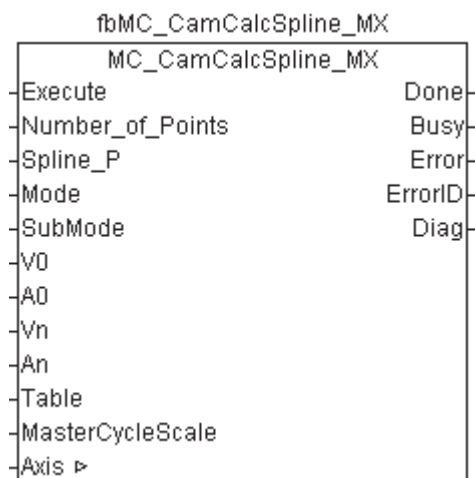 fbMC_CamCalcSpline_MX
MC_CamCalcSpline_MX
Execute Done
Number_of_Points Busy
Spline_P Error
Mode ErrorID
SubMode Diag
V0
A0
Vn
An
Table
MasterCycleScale
Axis ▷